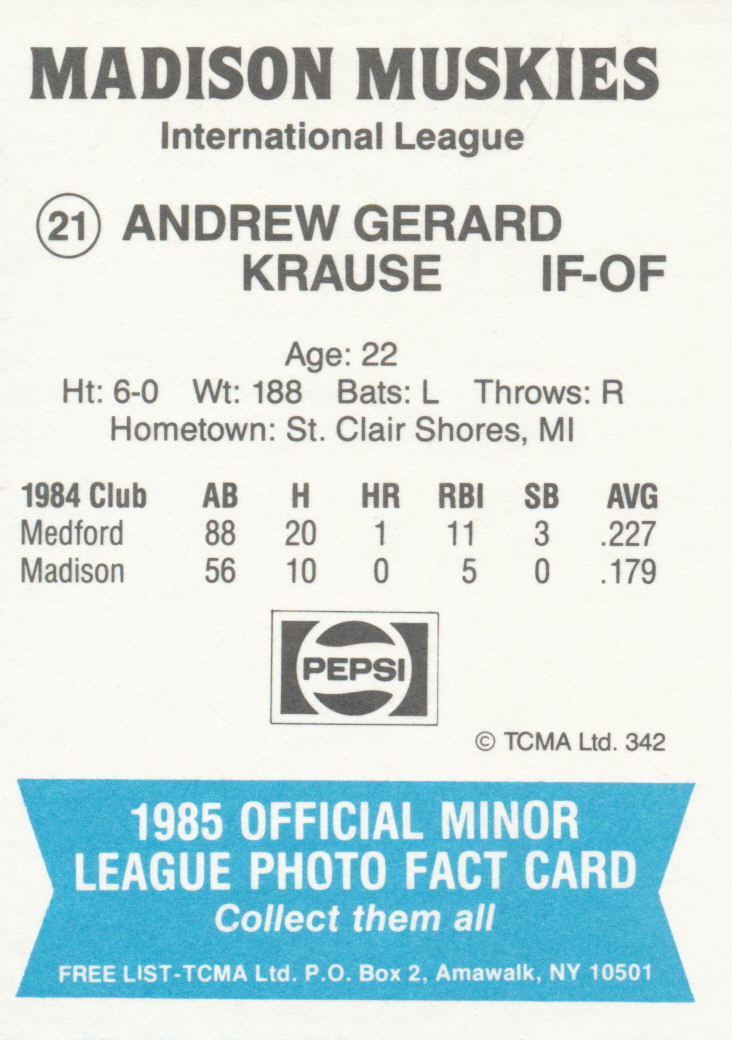 MADISON MUSKIES
International League
21 ANDREW GERARD
KRAUSE IF-OF
Age: 22
Ht: 6-0 Wt: 188 Bats: L Throws: R
Hometown: St. Clair Shores, MI
1984 Club AB H HR RBI SB AVG
Medford 88 20 1 11 3 .227
Madison 56 10 0 5 0 .179
PEPSI
© TCMA Ltd. 342
1985 OFFICIAL MINOR
LEAGUE PHOTO FACT CARD
Collect them all
FREE LIST-TCMA Ltd. P.O. Box 2, Amawalk, NY 10501